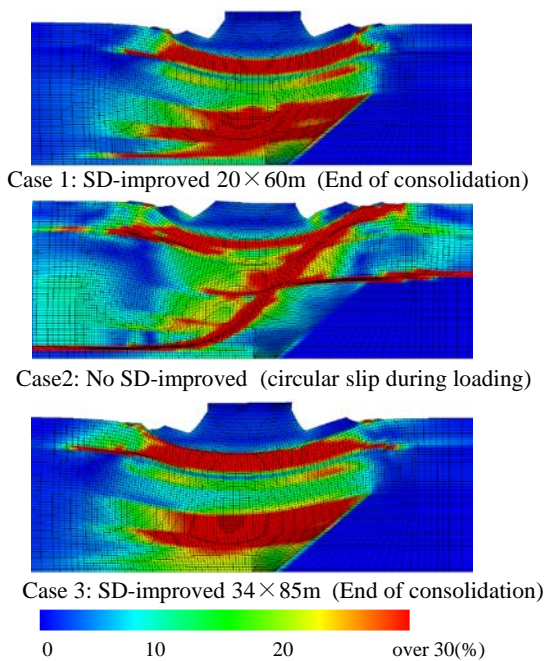 Case 1: SD-improved 20×60m (End of consolidation)
Case2: No SD-improved (circular slip during loading)
Case 3: SD-improved 34×85m (End of consolidation)
0 10 20 over 30(%)